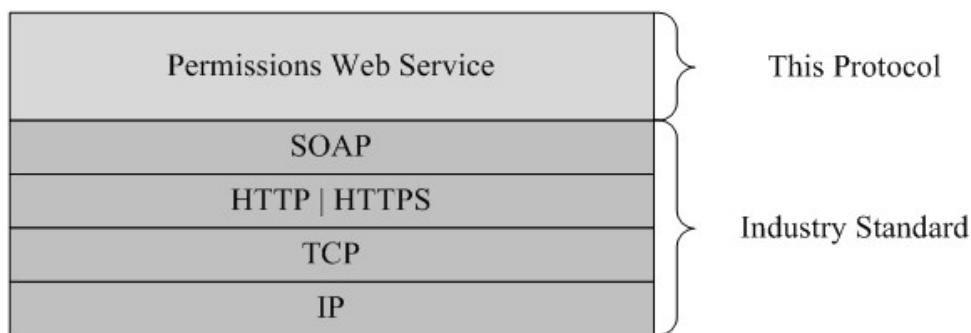 Permissions Web Service
This Protocol
SOAP
HTTP | HTTPS
TCP
IP
Industry Standard